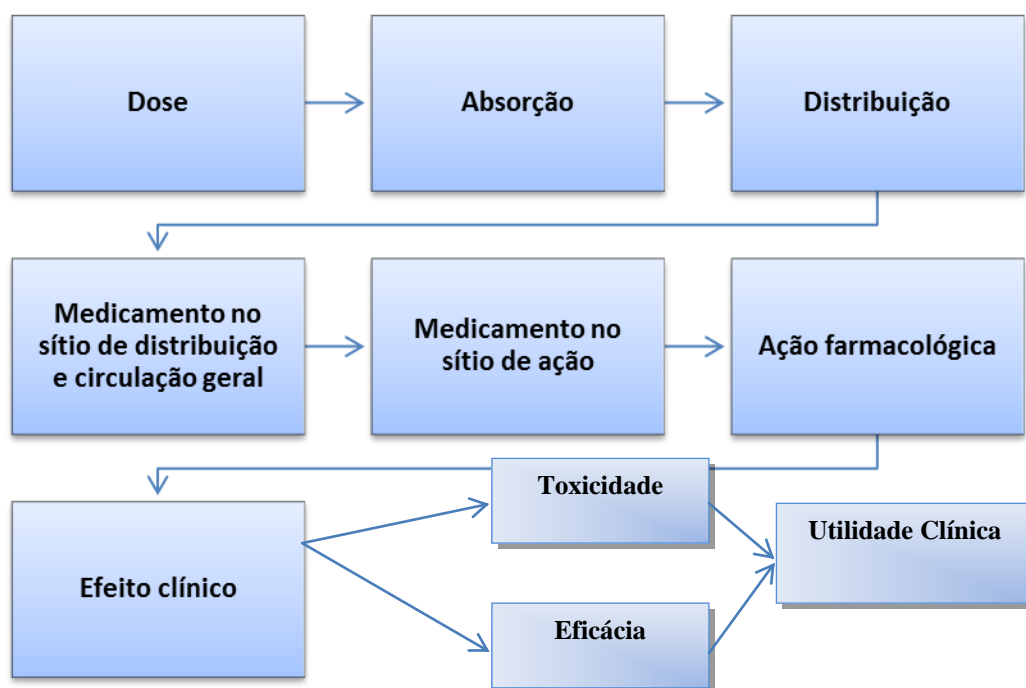 Dose
Absorção
Distribuição
Medicamento no
sítio de distribuição
e circulação geral
Medicamento no
sítio de ação
Ação farmacológica
Efeito clínico
Toxicidade
Eficácia
Utilidade Clínica